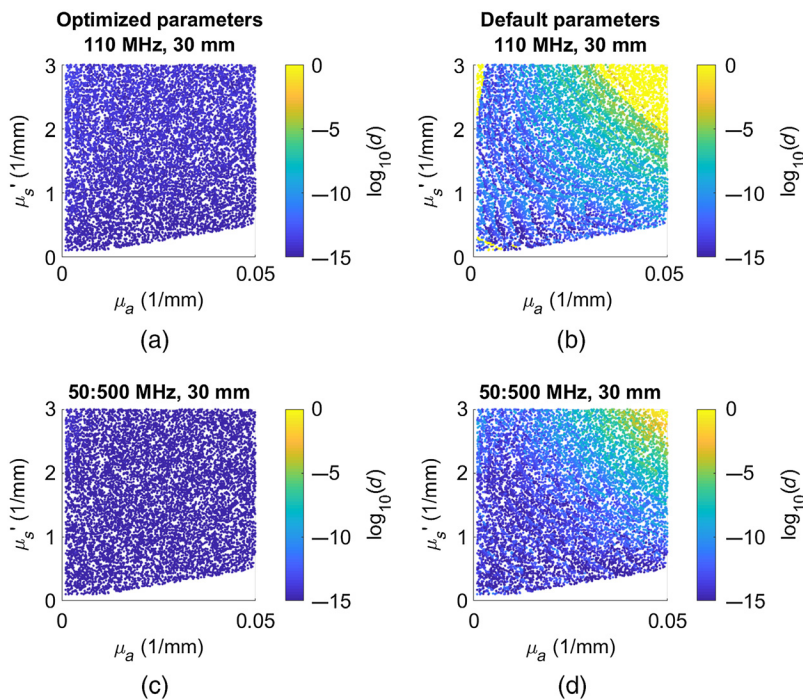 Optimized parameters
110 MHz, 30 mm
3
2
1
0
μs' (1/mm)
0
0.05
μa (1/mm)
0
−5
−10
−15
log10(d)
(a)
Default parameters
110 MHz, 30 mm
3
2
1
0
μs' (1/mm)
0
0.05
μa (1/mm)
0
−5
−10
−15
log10(d)
(b)
50:500 MHz, 30 mm
3
2
1
0
μs' (1/mm)
0
0.05
μa (1/mm)
0
−5
−10
−15
log10(d)
(c)
50:500 MHz, 30 mm
3
2
1
0
μs' (1/mm)
0
0.05
μa (1/mm)
0
−5
−10
−15
log10(d)
(d)